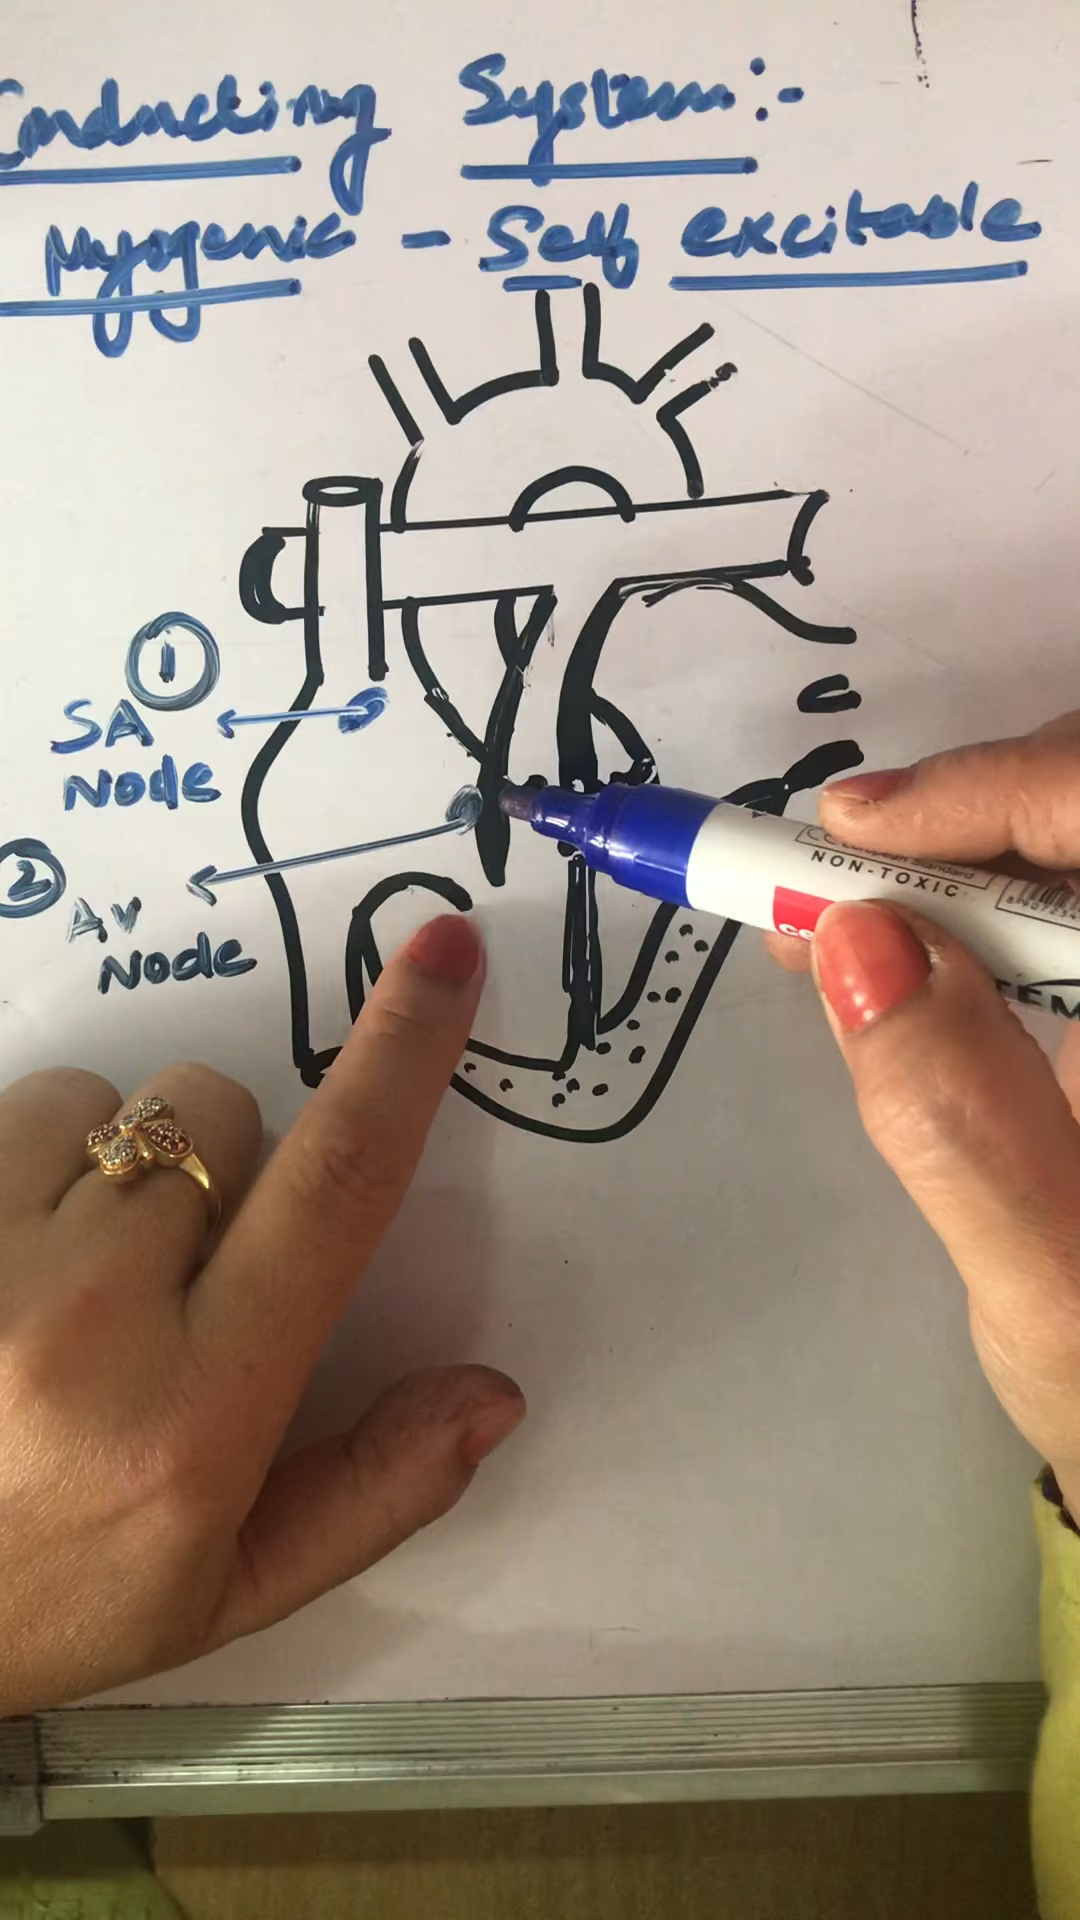 Conducting System:-
Myogenic - Self excitable
1
SA
Node
2
AV
Node
NON-TOXIC